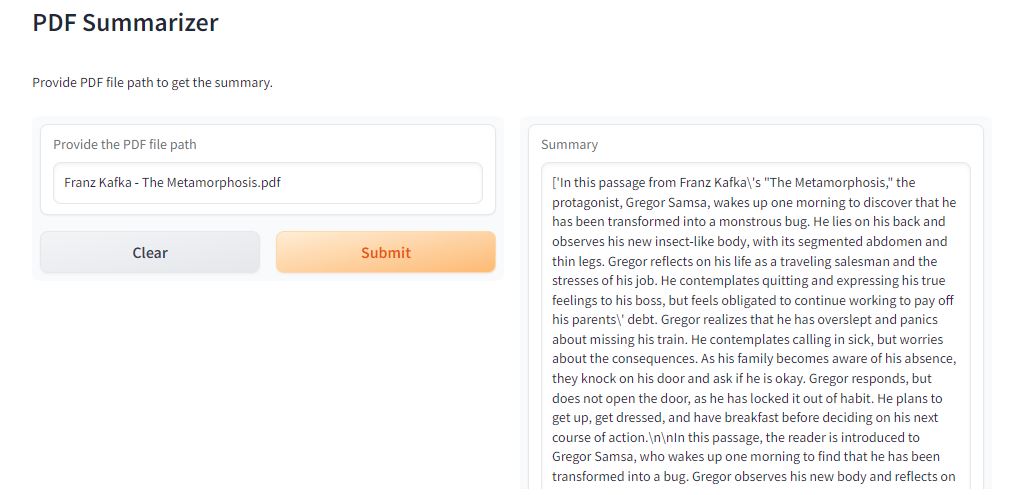 PDF Summarizer
Provide PDF file path to get the summary.
Provide the PDF file path
Franz Kafka - The Metamorphosis.pdf
Clear
Submit
Summary
['In this passage from Franz Kafka\'s "The Metamorphosis," the
protagonist, Gregor Samsa, wakes up one morning to discover that he
has been transformed into a monstrous bug. He lies on his back and
observes his new insect-like body, with its segmented abdomen and
thin legs. Gregor reflects on his life as a traveling salesman and the
stresses of his job. He contemplates quitting and expressing his true
feelings to his boss, but feels obligated to continue working to pay off
his parents\' debt. Gregor realizes that he has overslept and panics
about missing his train. He contemplates calling in sick, but worries
about the consequences. As his family becomes aware of his absence,
they knock on his door and ask if he is okay. Gregor responds, but
does not open the door, as he has locked it out of habit. He plans to
get up, get dressed, and have breakfast before deciding on his next
course of action.\n\nIn this passage, the reader is introduced to
Gregor Samsa, who wakes up one morning to find that he has been
transformed into a bug. Gregor observes his new body and reflects on